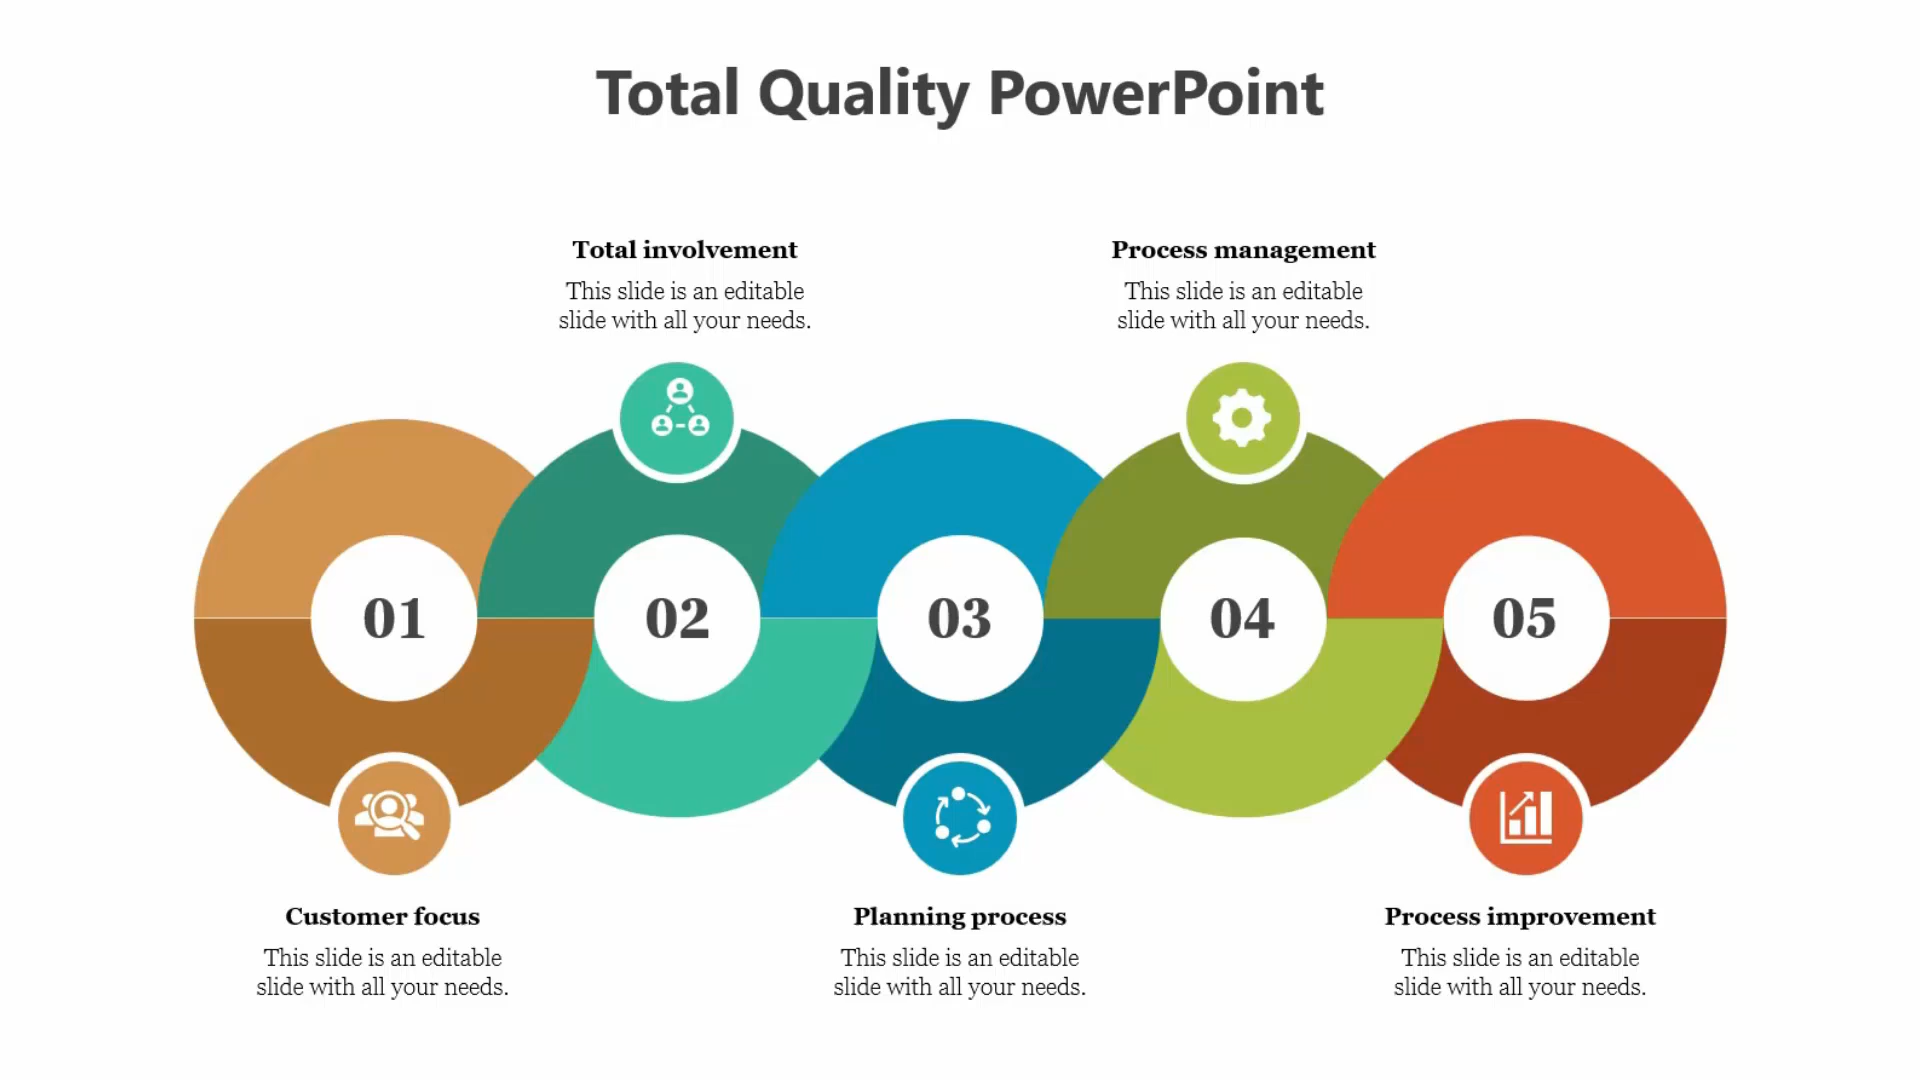 Total Quality PowerPoint
Total involvement
This slide is an editable
slide with all your needs.
Process management
This slide is an editable
slide with all your needs.
01
02
03
04
05
Customer focus
This slide is an editable
slide with all your needs.
Planning process
This slide is an editable
slide with all your needs.
Process improvement
This slide is an editable
slide with all your needs.